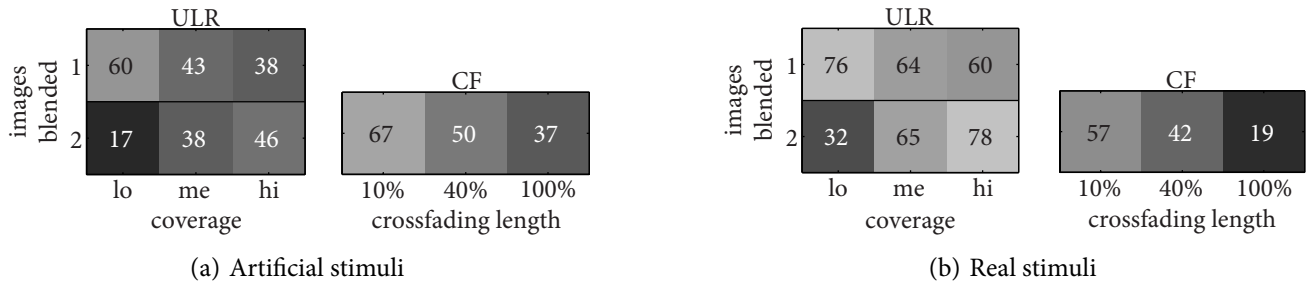 ULR
images blended
1
60 43 38
2
17 38 46
lo me hi
coverage
CF
67 50 37
10% 40% 100%
crossfading length
(a) Artificial stimuli
ULR
images blended
1
76 64 60
2
32 65 78
lo me hi
coverage
CF
57 42 19
10% 40% 100%
crossfading length
(b) Real stimuli